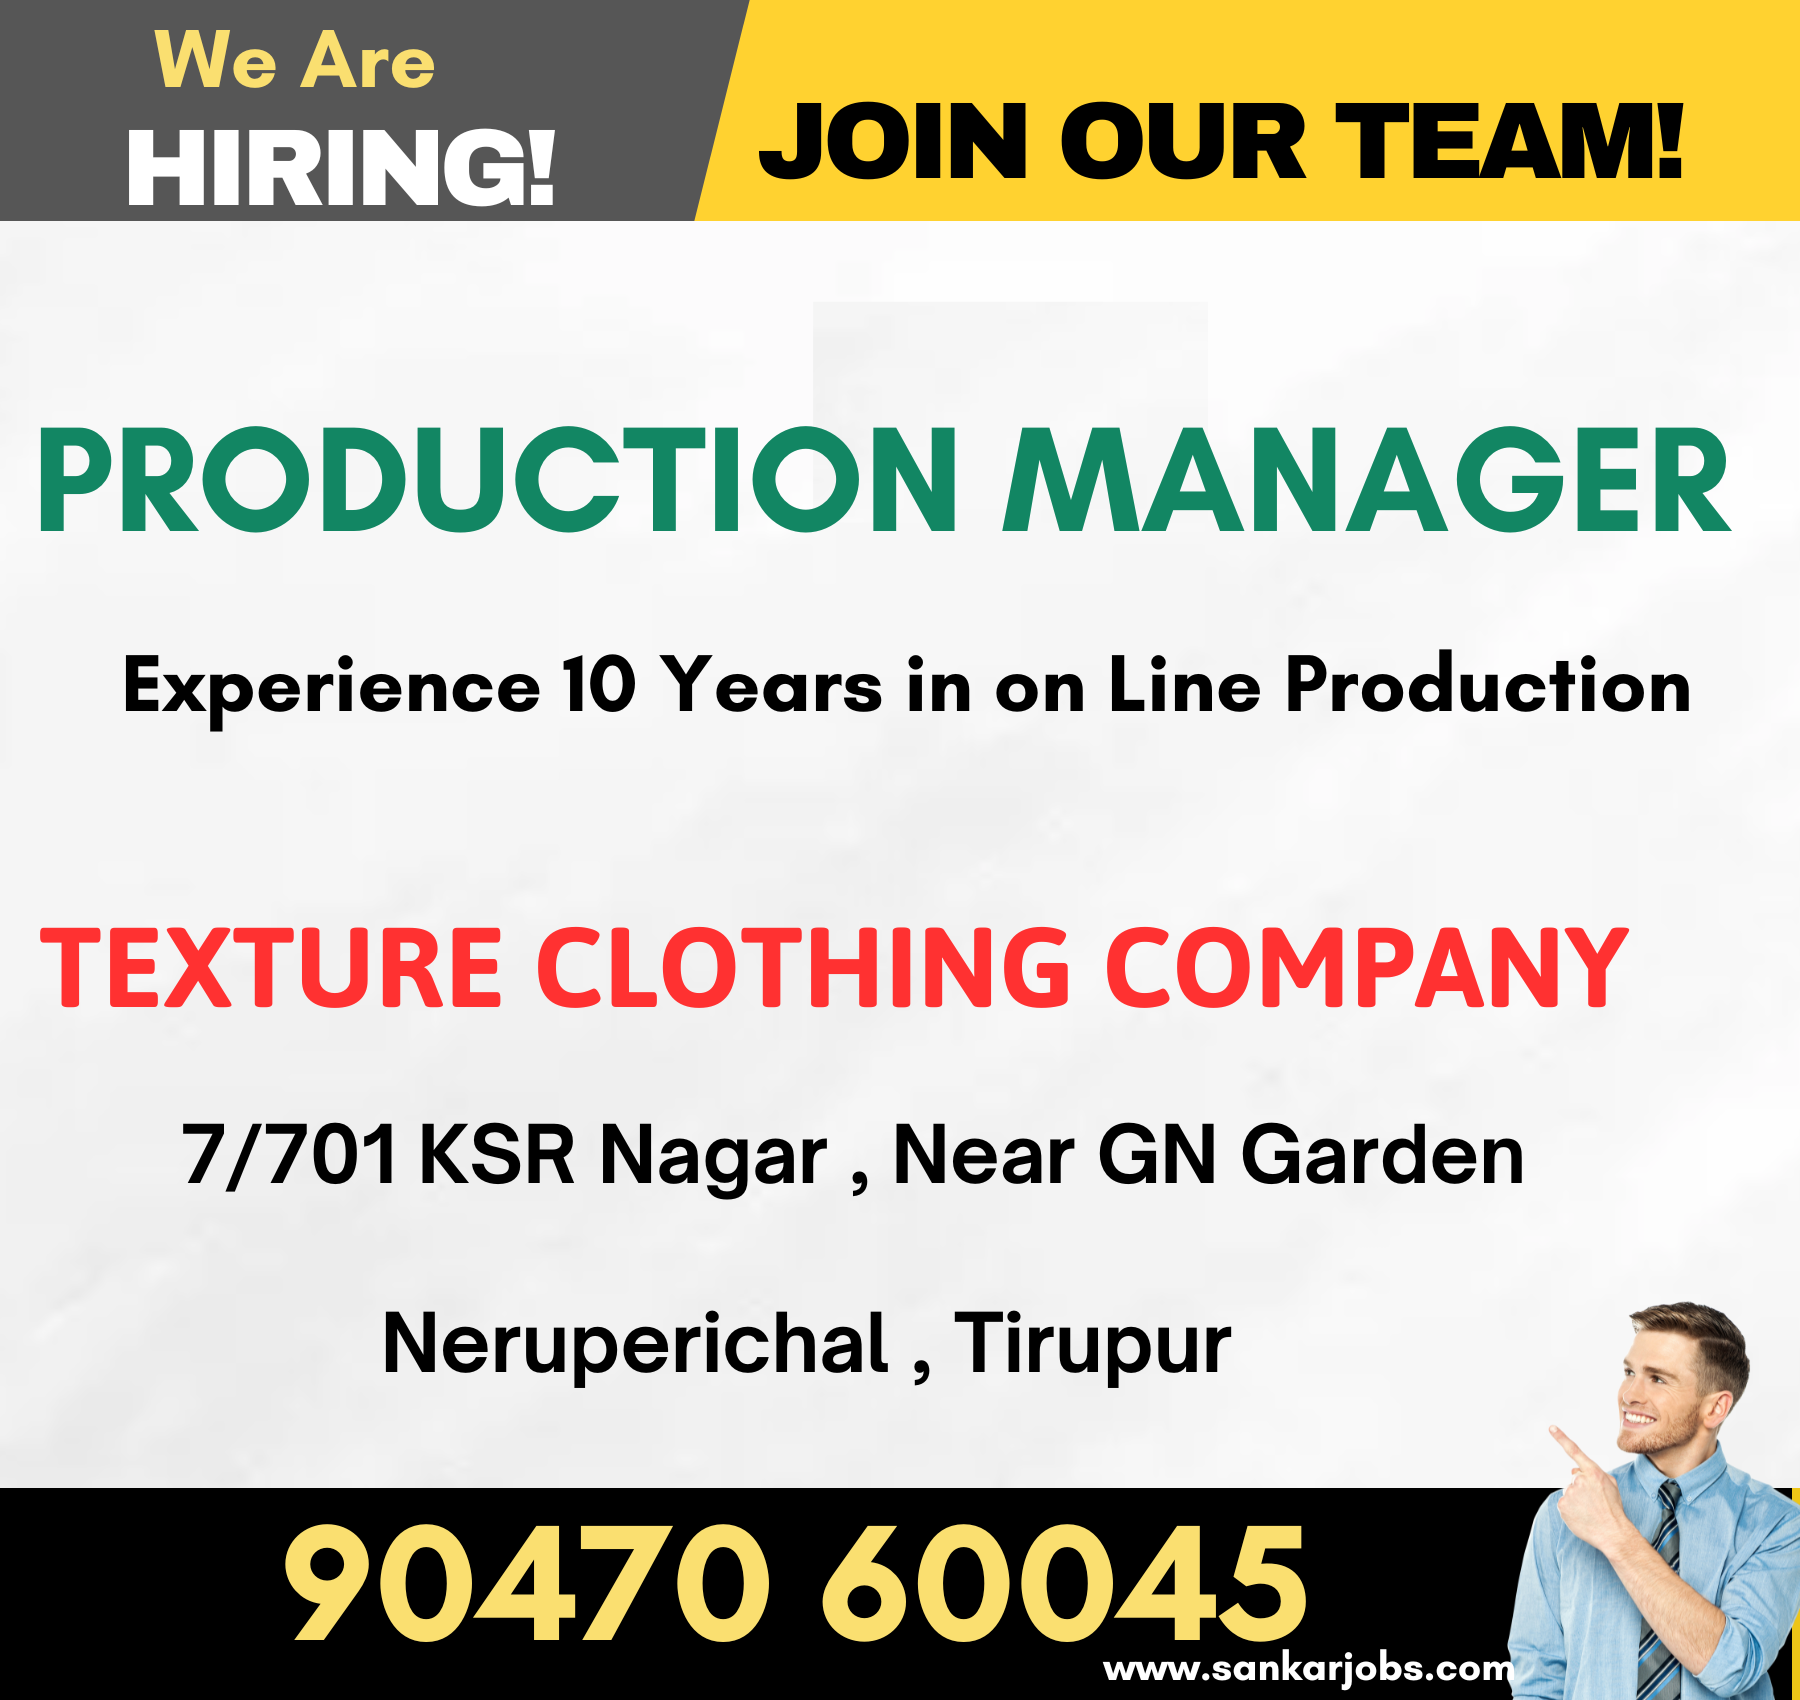 We Are
HIRING!
JOIN OUR TEAM!
PRODUCTION MANAGER
Experience 10 Years in on Line Production
TEXTURE CLOTHING COMPANY
7/701 KSR Nagar , Near GN Garden
Neruperichal , Tirupur
90470 60045
www.sankarjobs.com